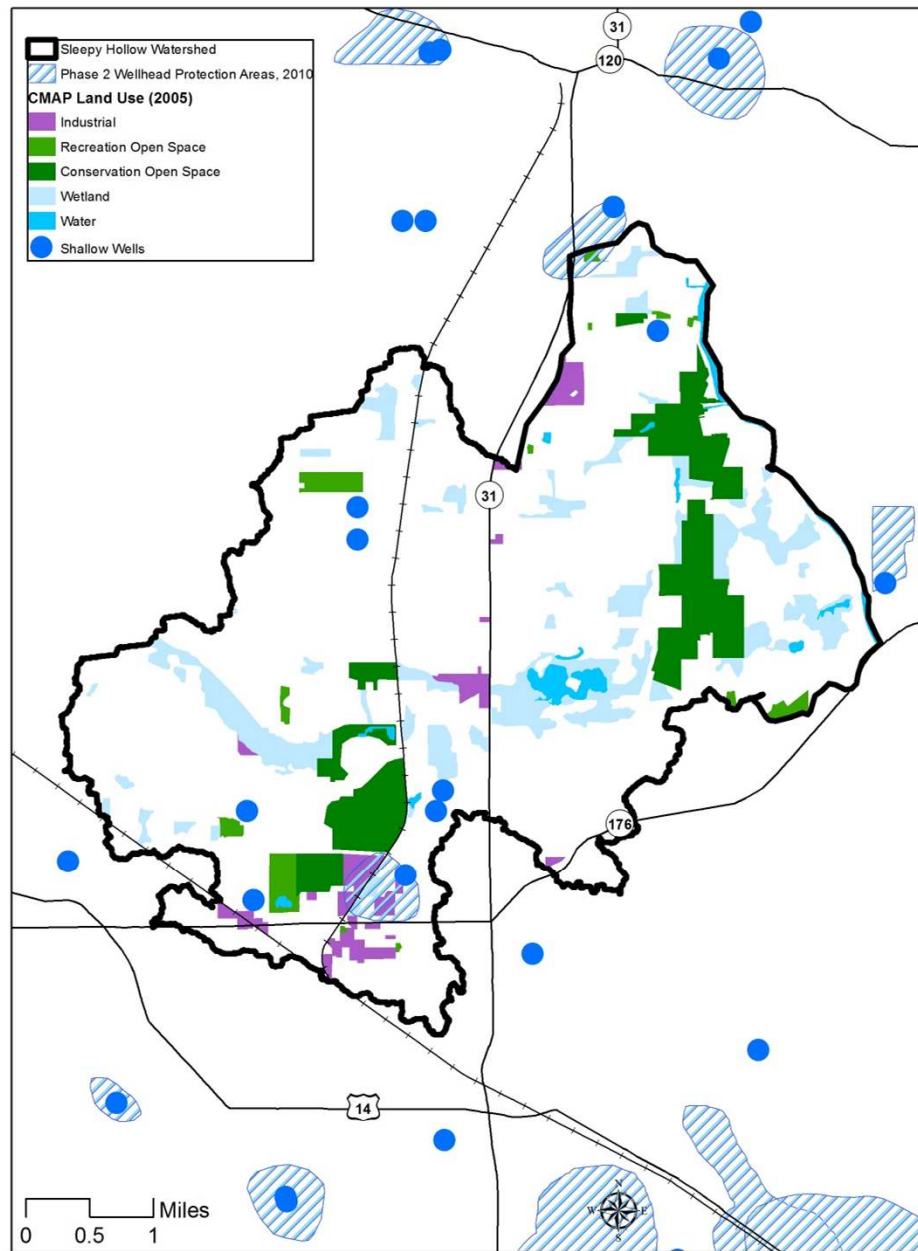 Sleepy Hollow Watershed
Phase 2 Wellhead Protection Areas, 2010
CMAP Land Use (2005)
Industrial
Recreation Open Space
Conservation Open Space
Wetland
Water
Shallow Wells
31
120
31
176
14
N
W E
S
Miles
0 0.5 1